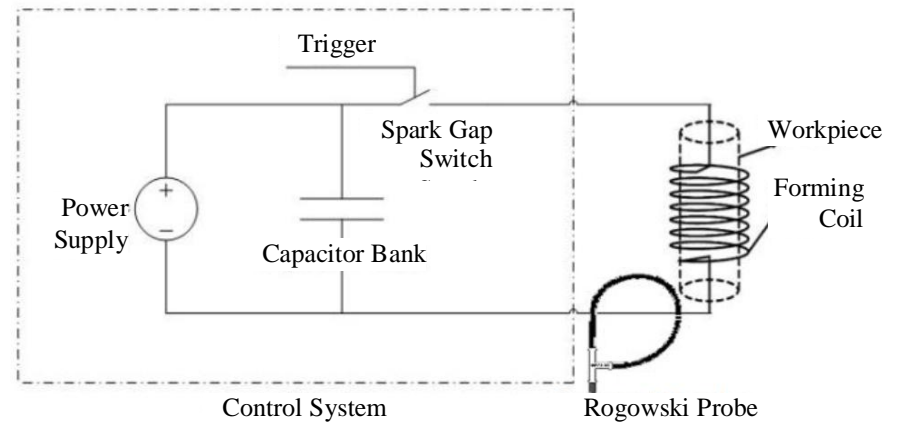 Trigger
Spark Gap
Switch
Workpiece
Forming
Coil
Power
Supply
+
−
Capacitor Bank
Control System
Rogowski Probe